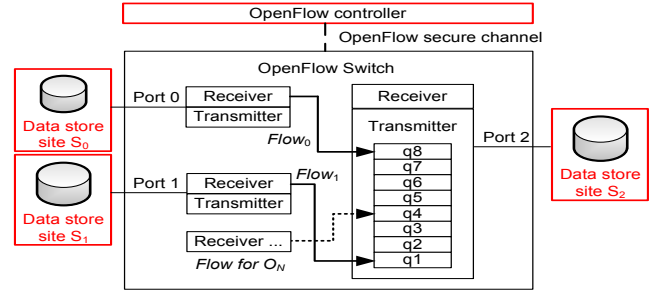 OpenFlow controller
OpenFlow secure channel
OpenFlow Switch
Data store
site S0
Port 0
Receiver
Transmitter
Flow0
Data store
site S1
Port 1
Receiver
Transmitter
Flow1
Receiver ...
Flow for ON
Receiver
Transmitter
q8
q7
q6
q5
q4
q3
q2
q1
Port 2
Data store
site S2